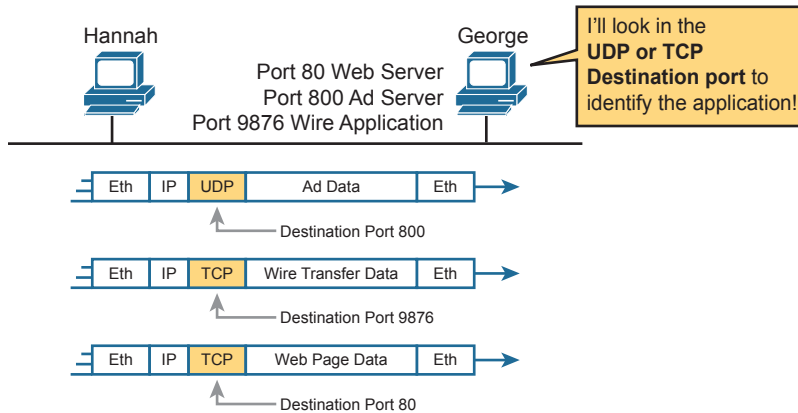 Hannah
George
I'll look in the
UDP or TCP
Destination port to
identify the application!
Port 80 Web Server
Port 800 Ad Server
Port 9876 Wire Application
Eth IP UDP Ad Data Eth
Destination Port 800
Eth IP TCP Wire Transfer Data Eth
Destination Port 9876
Eth IP TCP Web Page Data Eth
Destination Port 80